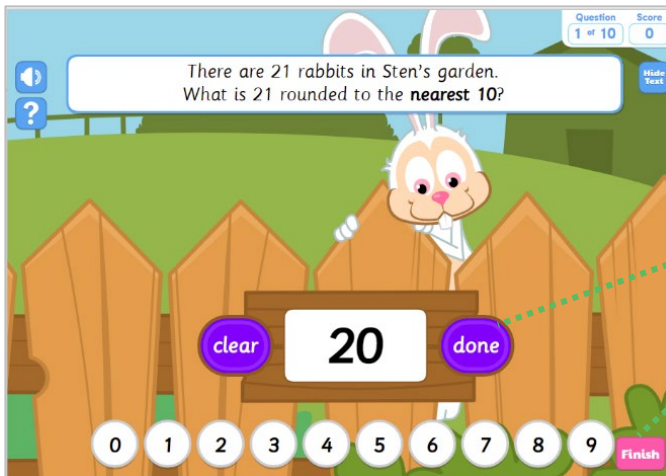 Question Score
1 of 10 0
There are 21 rabbits in Sten's garden.
What is 21 rounded to the nearest 10?
Hide
Text
?
clear 20 done
0 1 2 3 4 5 6 7 8 9
Finish